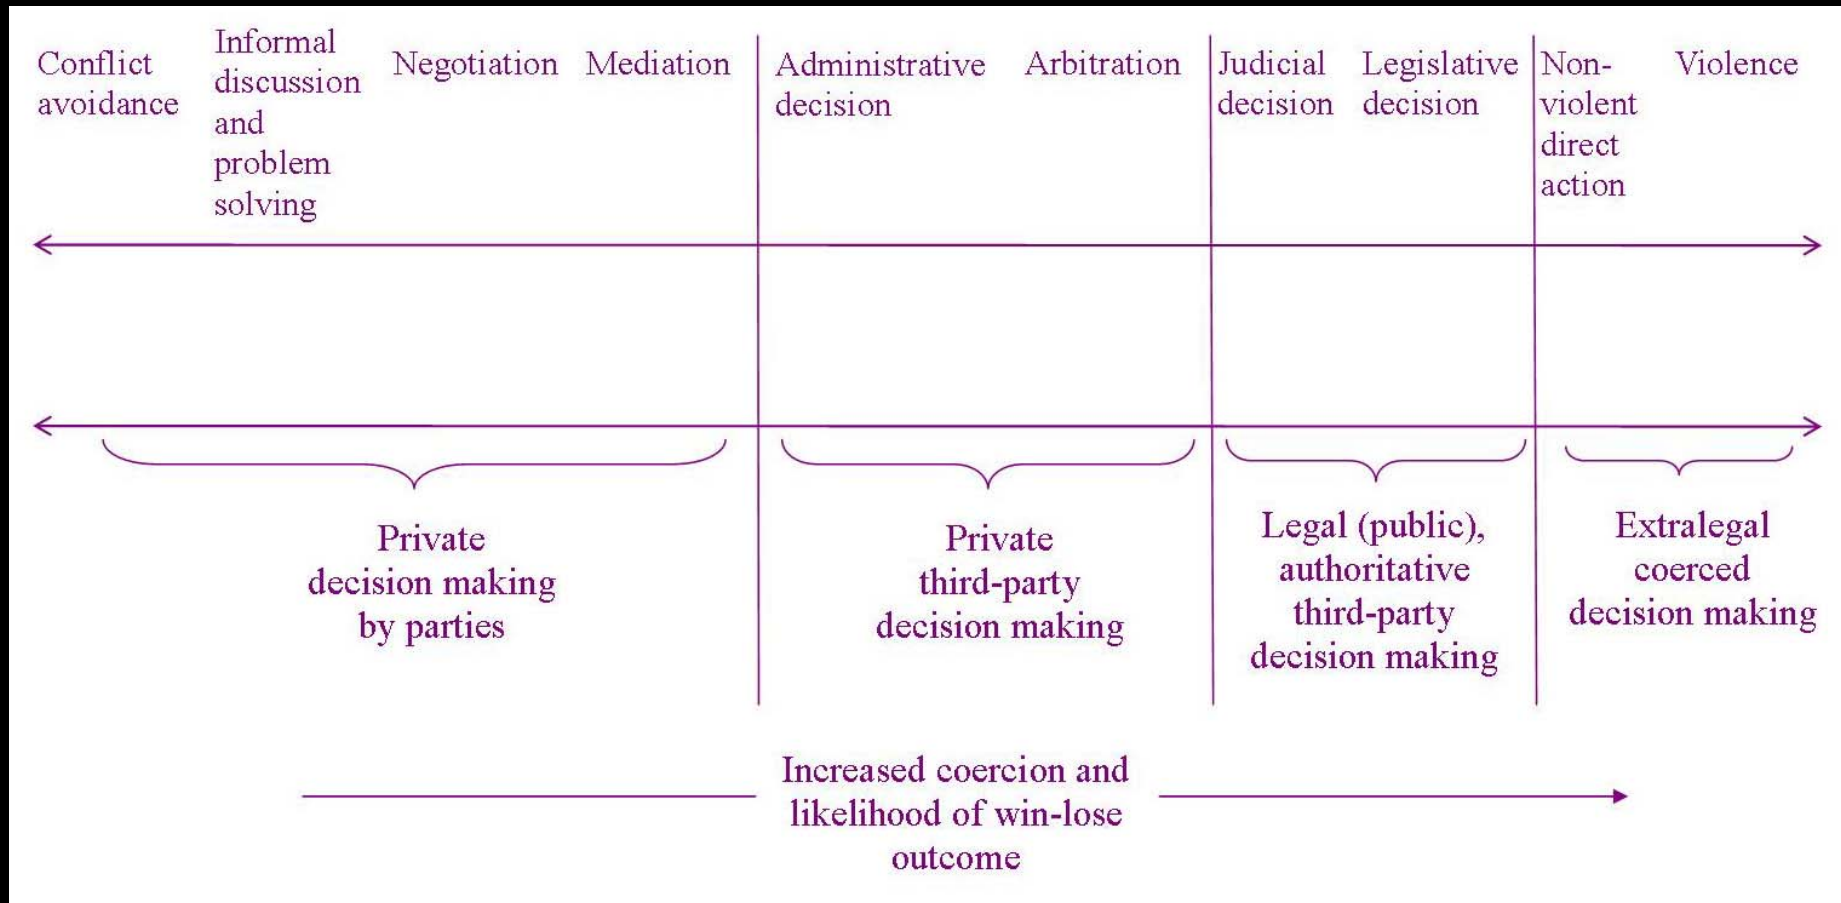 Conflict
avoidance
Informal
discussion
and
problem
solving
Negotiation
Mediation
Administrative
decision
Arbitration
Judicial
decision
Legislative
decision
Non-
violent
direct
action
Violence
Private
decision making
by parties
Private
third-party
decision making
Legal (public),
authoritative
third-party
decision making
Extralegal
coerced
decision making
Increased coercion and
likelihood of win-lose
outcome